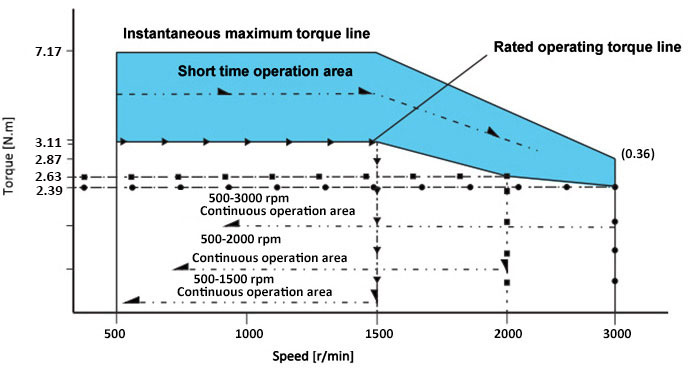 Instantaneous maximum torque line
Rated operating torque line
7.17
Short time operation area
3.11
(0.36)
2.87
2.63
2.39
500-3000 rpm
Continuous operation area
500-2000 rpm
Continuous operation area
500-1500 rpm
Continuous operation area
Torque [N.m]
500 1000 1500 2000 3000
Speed [r/min]